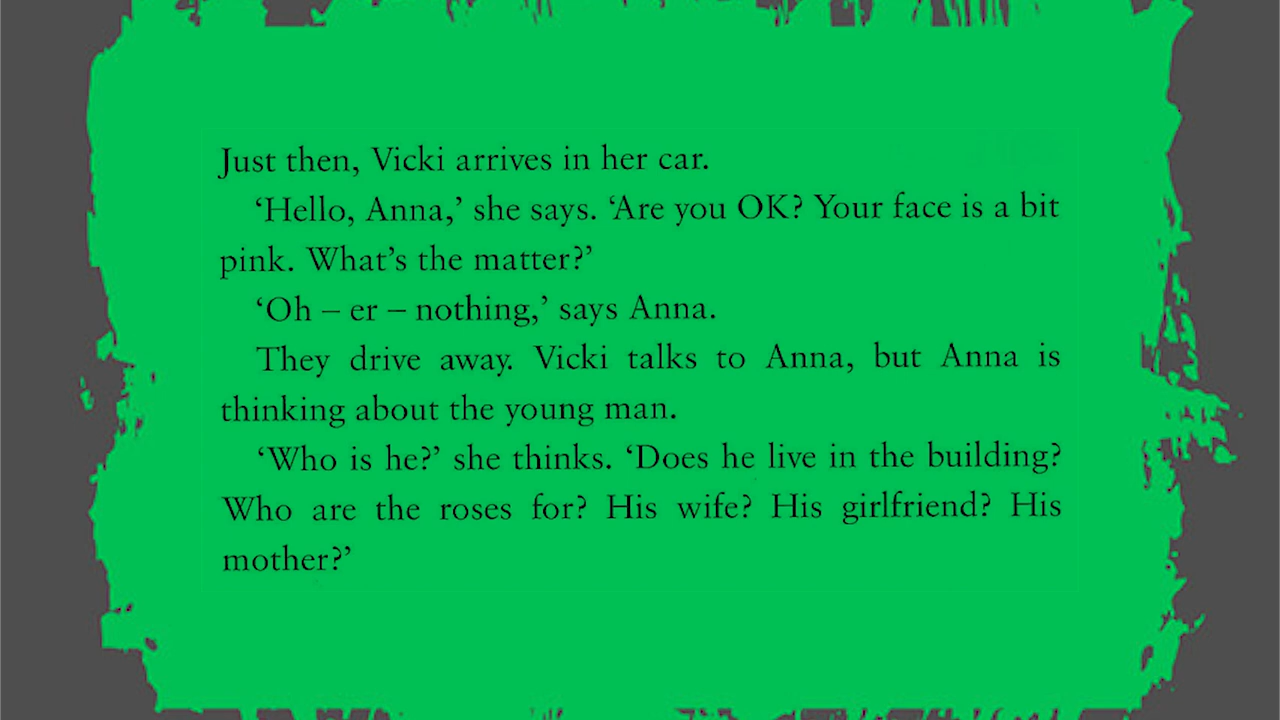 Just then, Vicki arrives in her car.
‘Hello, Anna,’ she says. ‘Are you OK? Your face is a bit
pink. What’s the matter?’
‘Oh – er – nothing,’ says Anna.
They drive away. Vicki talks to Anna, but Anna is
thinking about the young man.
‘Who is he?’ she thinks. ‘Does he live in the building?
Who are the roses for? His wife? His girlfriend? His
mother?’